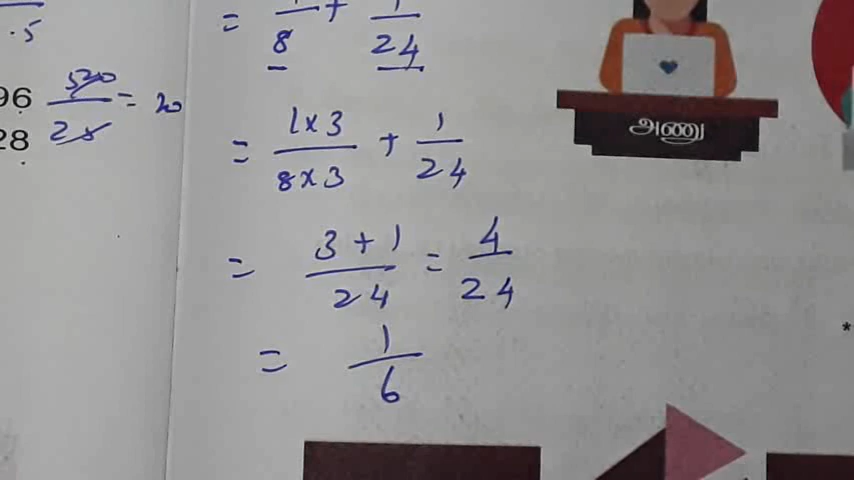 .5
= 1/8 + 1/24
96 520/28 = 20
28
= 1x3/8x3 + 1/24
அணு
= 3+1/24 = 4/24
*
= 1/6